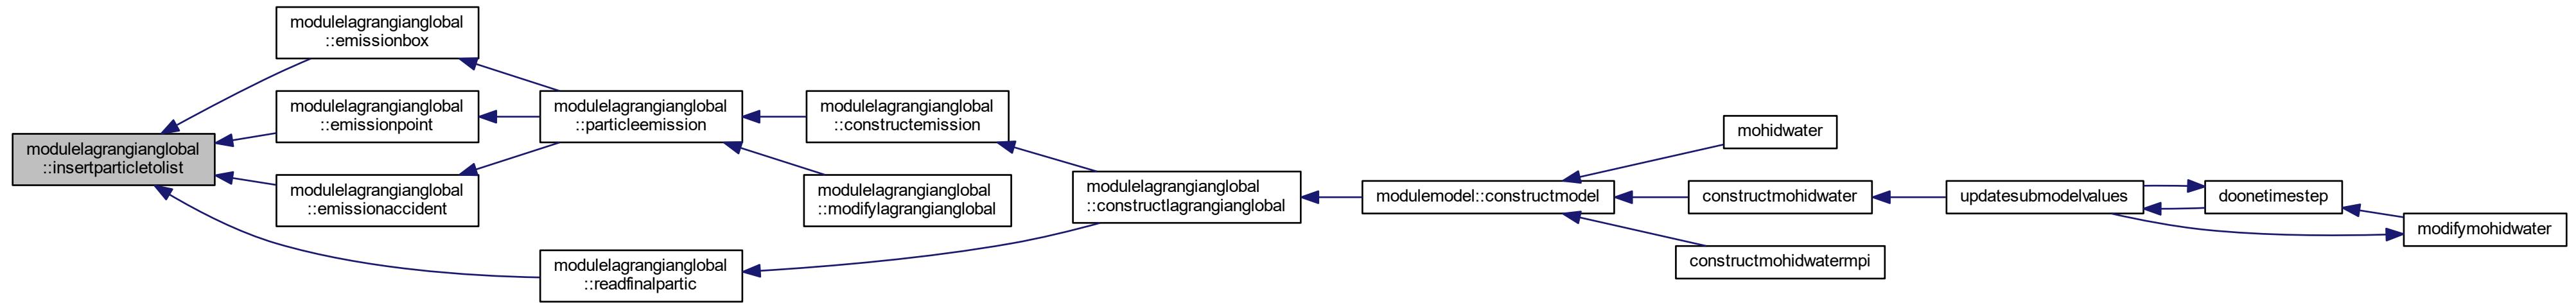 modulelagrangianglobal
::insertparticletolist
modulelagrangianglobal
::emissionbox
modulelagrangianglobal
::emissionpoint
modulelagrangianglobal
::emissionaccident
modulelagrangianglobal
::particleemission
modulelagrangianglobal
::readfinalpartic
modulelagrangianglobal
::constructemission
modulelagrangianglobal
::modifylagrangianglobal
modulelagrangianglobal
::constructlagrangianglobal
modulemodel::constructmodel
mohidwater
constructmohidwater
constructmohidwatermpi
updatesubmodelvalues
doonetimestep
modifymohidwater